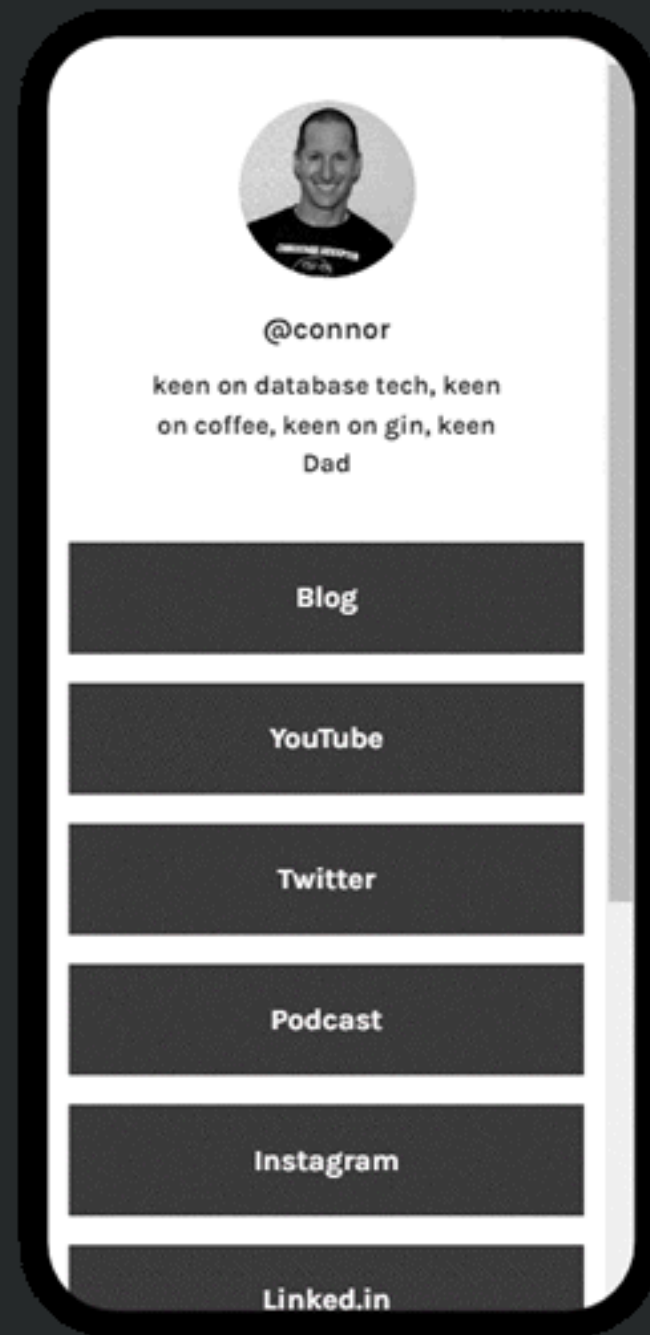 @connor
keen on database tech, keen
on coffee, keen on gin, keen
Dad
Blog
YouTube
Twitter
Podcast
Instagram
Linked.in